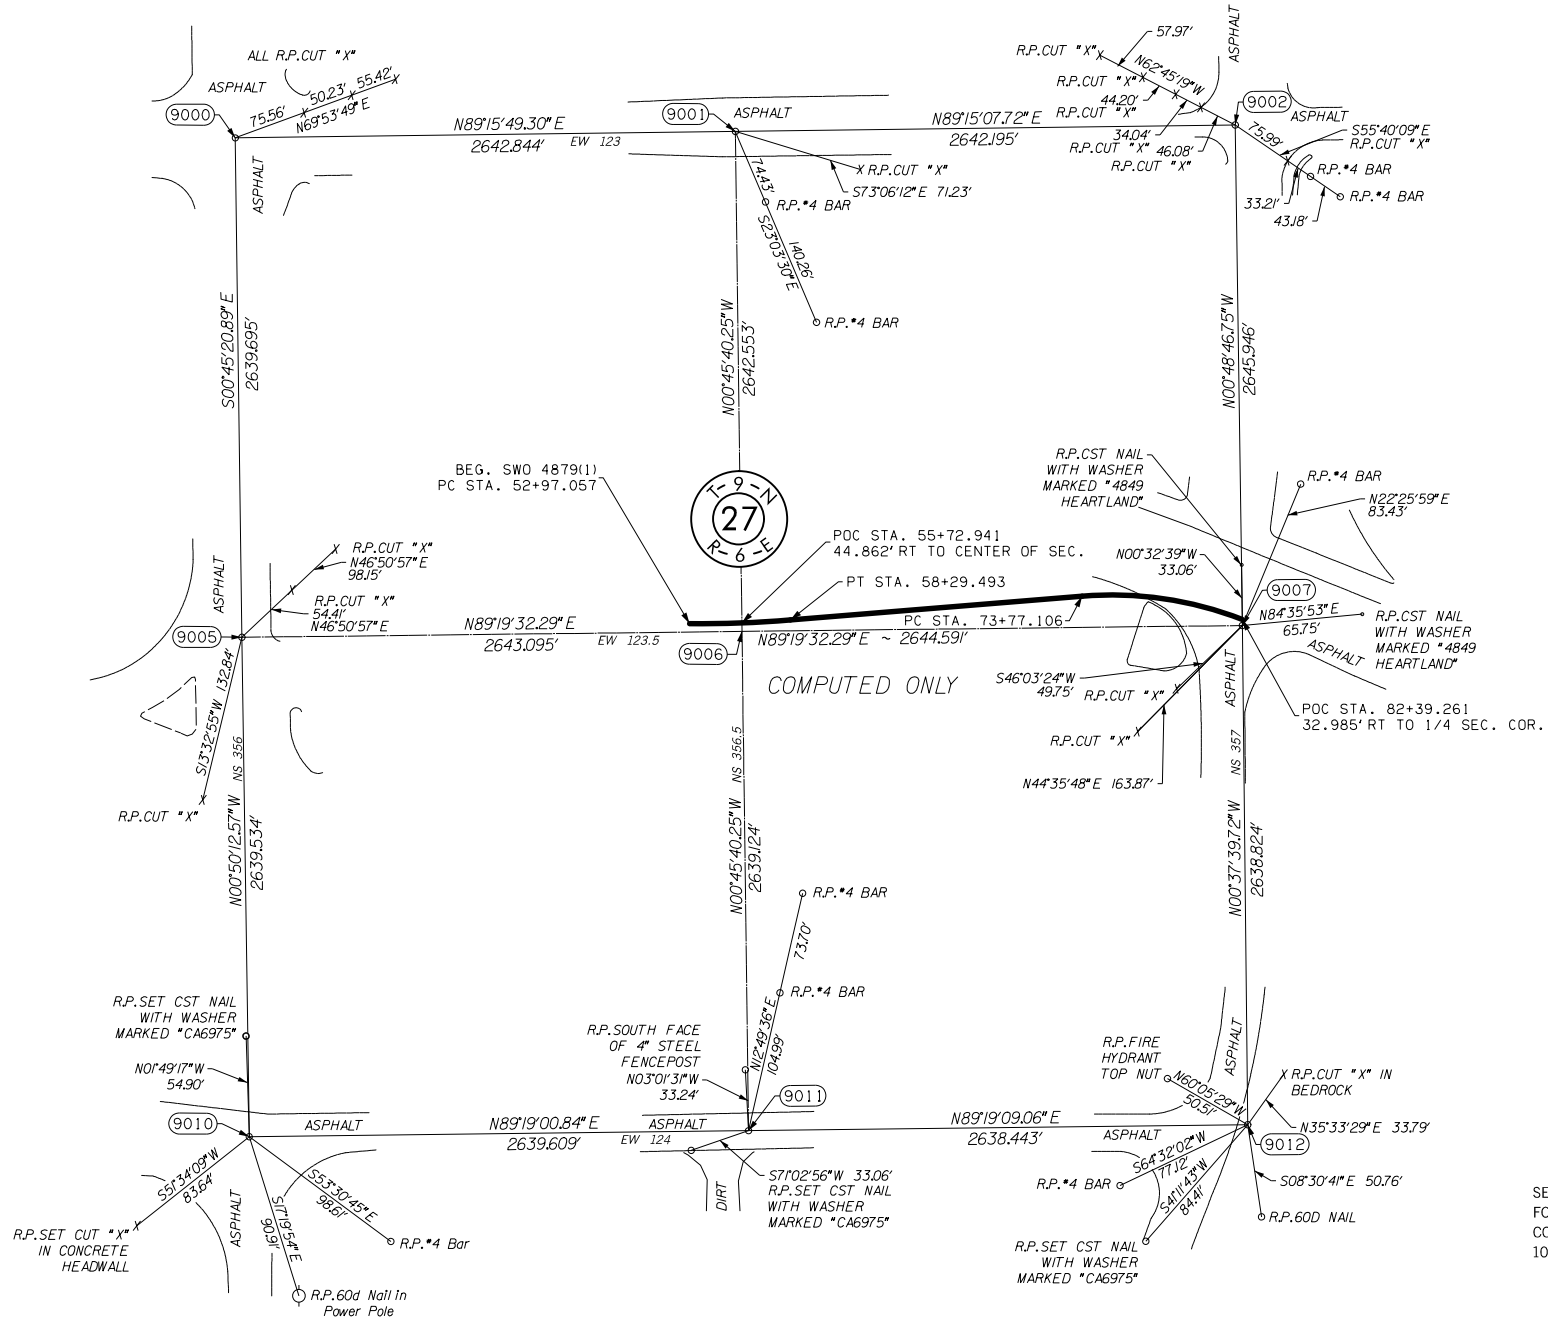 ALL R.P.CUT "X"
ASPHALT
9000
75.56'
50.23'
55.42'
N69°53'49"E
ASPHALT
N89°15'49.30"E
2642.844'
EW 123
9001
ASPHALT
X R.P.CUT "X"
S73°06'12"E 71.23'
74.43'
R.P.#4 BAR
S23°03'30"E
140.26'
R.P.#4 BAR
N89°15'07.72"E
2642.195'
57.97'
R.P.CUT "X"
N62°45'19"W
R.P.CUT "X"
44.20'
R.P.CUT "X"
34.04'
R.P.CUT "X"
46.08'
R.P.CUT "X"
ASPHALT
9002
ASPHALT
75.99'
S55°40'09"E
R.P.CUT "X"
R.P.#4 BAR
R.P.#4 BAR
33.21'
43.18'
S00°45'20.89"E
2639.695'
N00°45'40.25"W
2642.553'
N00°48'46.75"W
2645.946'
BEG. SWO 4879(1)
PC STA. 52+97.057
T-9-N
27
R-6-E
POC STA. 55+72.941
44.862' RT TO CENTER OF SEC.
PT STA. 58+29.493
PC STA. 73+77.106
R.P.CST NAIL
WITH WASHER
MARKED "4849
HEARTLAND"
R.P.#4 BAR
N22°25'59"E
83.43'
N00°32'39"W
33.06'
9007
N84°35'53"E
65.75'
R.P.CST NAIL
WITH WASHER
MARKED "4849
HEARTLAND"
ASPHALT
ASPHALT
R.P.CUT "X"
N46°50'57"E
98.15'
R.P.CUT "X"
54.41'
N46°50'57"E
9005
N89°19'32.29"E
2643.095'
EW 123.5
9006
N89°19'32.29"E ~ 2644.591'
COMPUTED ONLY
S46°03'24"W
49.75'
R.P.CUT "X"
R.P.CUT "X"
N44°35'48"E 163.87'
ASPHALT
POC STA. 82+39.261
32.985' RT TO 1/4 SEC. COR.
S13°32'55"W 132.84'
R.P.CUT "X"
NS 356
NS 356.5
NS 357
N00°50'12.57"W
2639.534'
N00°45'40.25"W
2639.124'
N00°37'39.72"W
2638.824'
R.P.#4 BAR
73.70'
R.P.#4 BAR
N12°49'36"E
104.99'
R.P.SET CST NAIL
WITH WASHER
MARKED "CA6975"
N01°49'17"W
54.90'
R.P.SOUTH FACE
OF 4" STEEL
FENCEPOST
N03°01'31"W
33.24'
R.P.FIRE
HYDRANT
TOP NUT
N60°05'29"W
50.51'
ASPHALT
X R.P.CUT "X" IN
BEDROCK
N35°33'29"E 33.79'
9010
ASPHALT
N89°19'00.84"E
2639.609'
EW 124
ASPHALT
9011
N89°19'09.06"E
2638.443'
ASPHALT
9012
S51°34'09"W
83.64'
S53°30'45"E
98.61'
S17°19'54"E
90.91'
ASPHALT
R.P.SET CUT "X"
IN CONCRETE
HEADWALL
R.P.#4 Bar
R.P.60d Nail in
Power Pole
DIRT
S71°02'56"W 33.06'
R.P.SET CST NAIL
WITH WASHER
MARKED "CA6975"
S64°32'02"W
77.12'
R.P.#4 BAR
S41°11'43"W
84.41'
R.P.SET CST NAIL
WITH WASHER
MARKED "CA6975"
S08°30'41"E 50.76'
R.P.60D NAIL
SE
FO
CC
10